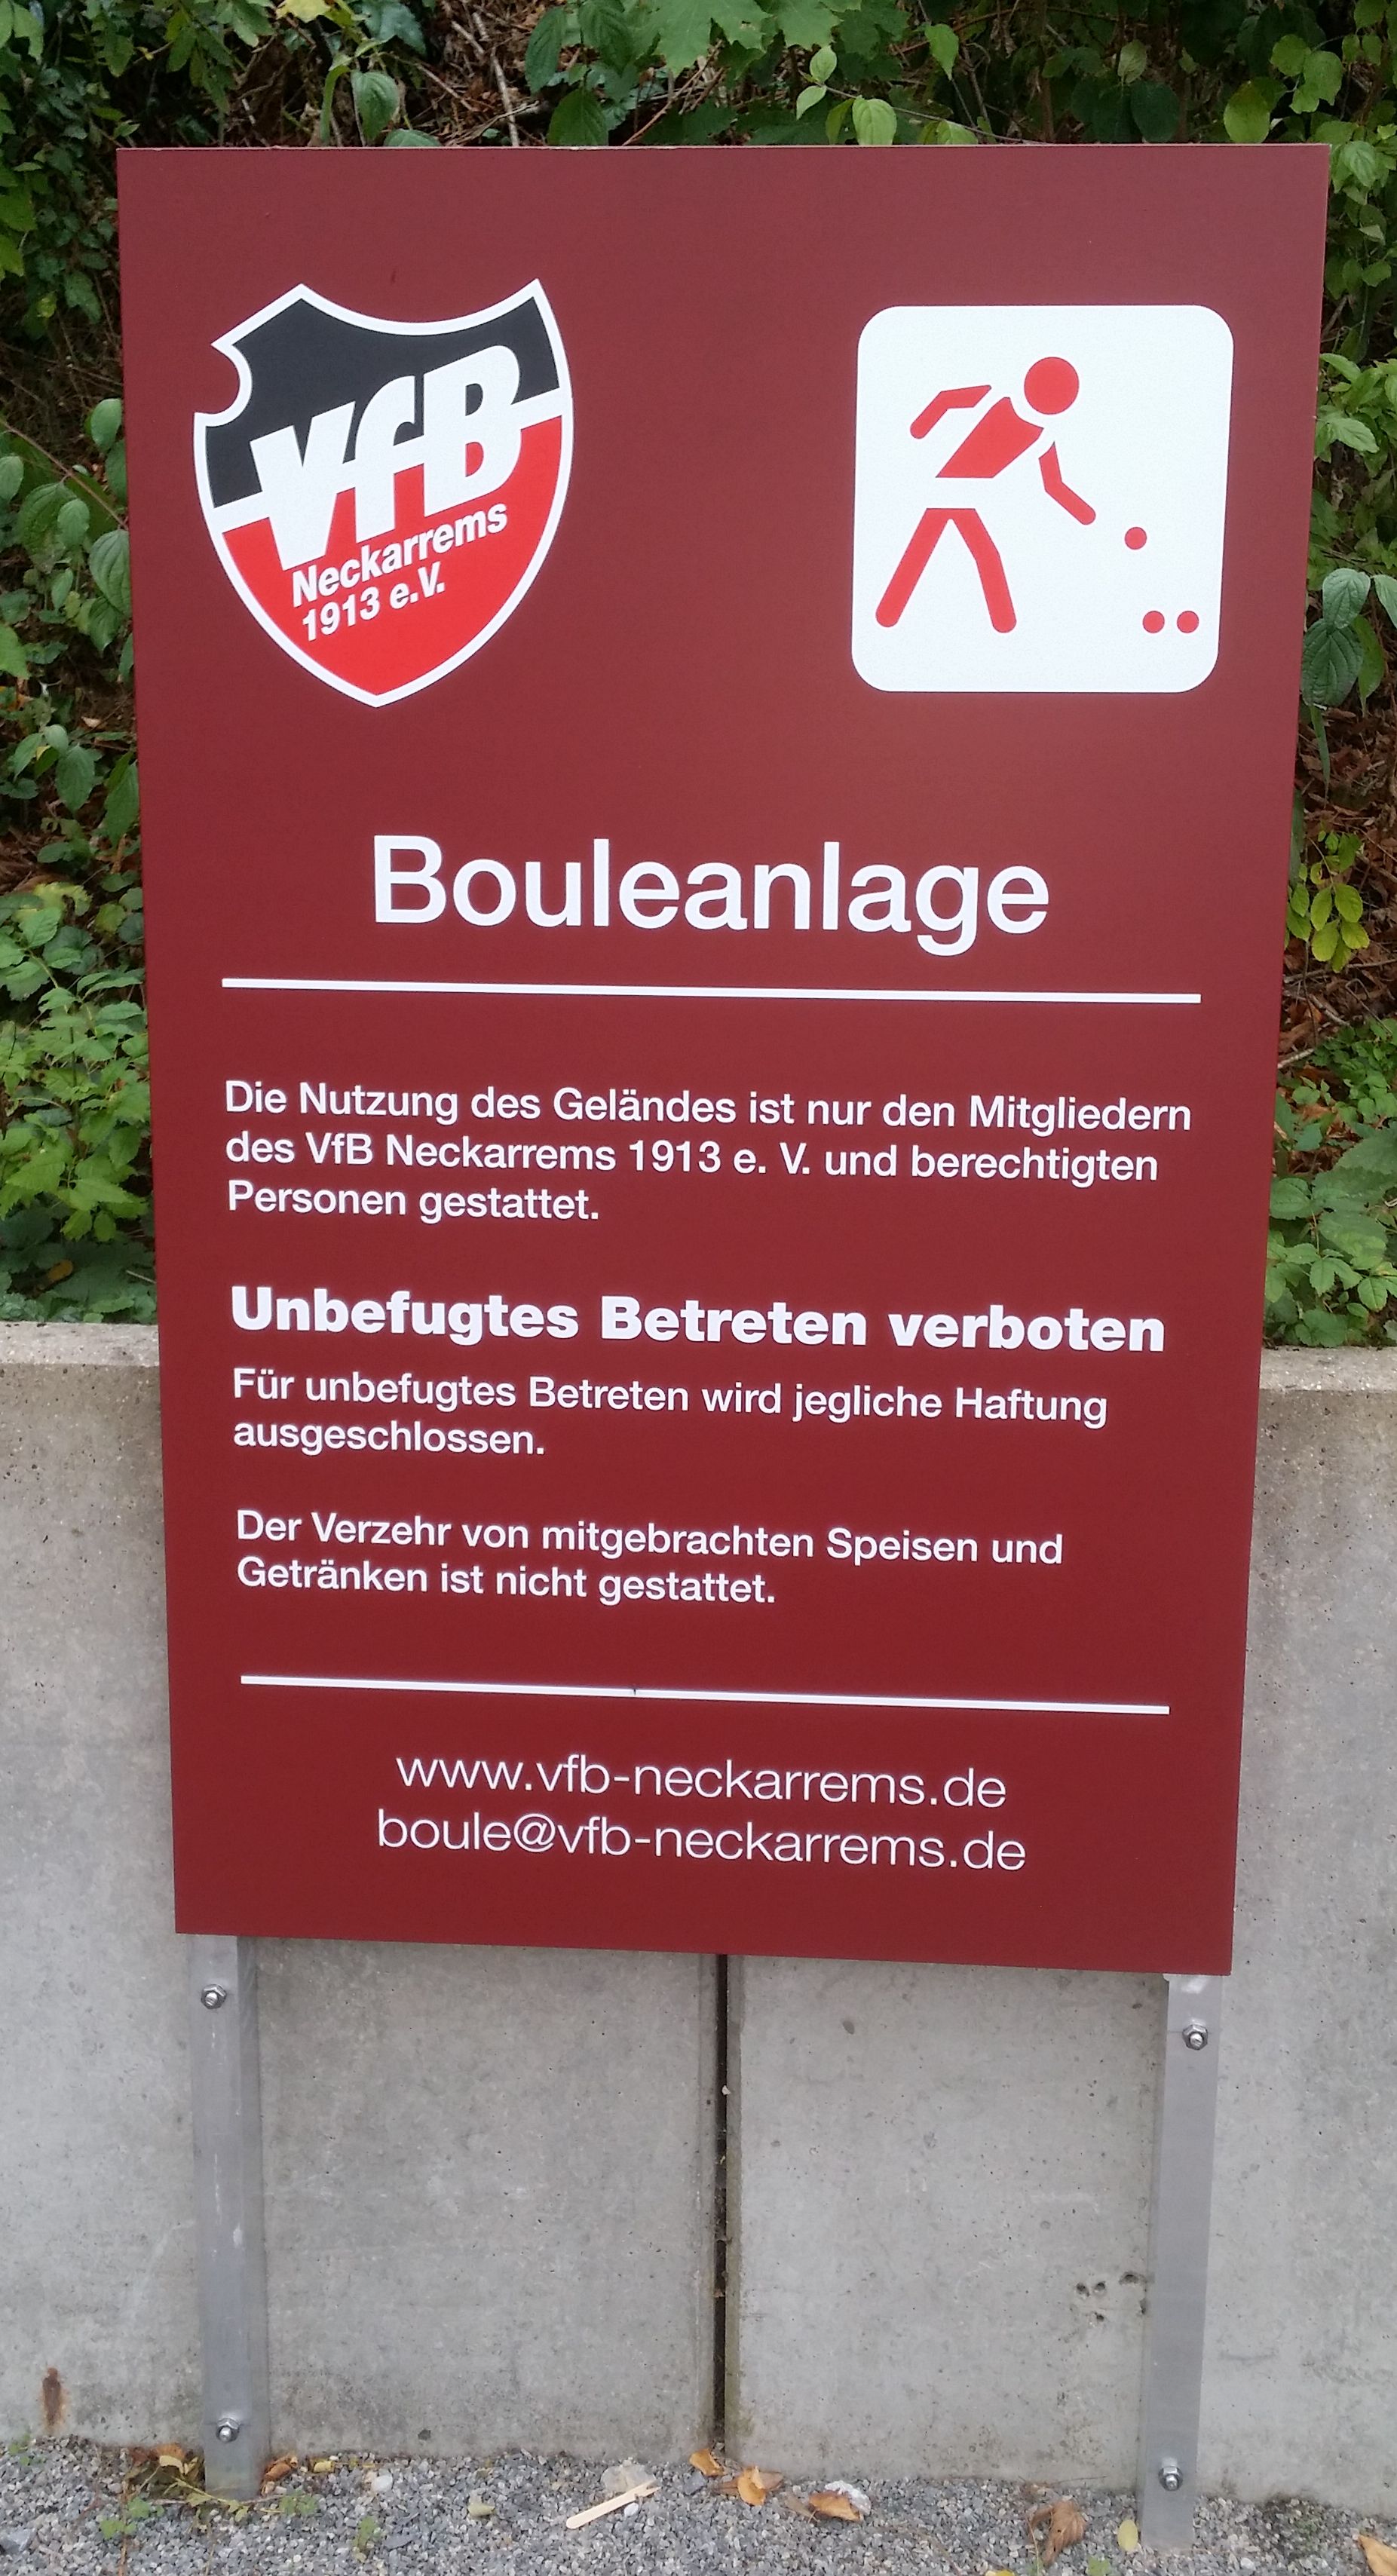 VfB
Neckarrems
1913 e.V.
Bouleanlage
Die Nutzung des Geländes ist nur den Mitgliedern
des VfB Neckarrems 1913 e. V. und berechtigten
Personen gestattet.
Unbefugtes Betreten verboten
Für unbefugtes Betreten wird jegliche Haftung
ausgeschlossen.
Der Verzehr von mitgebrachten Speisen und
Getränken ist nicht gestattet.
www.vfb-neckarrems.de
boule@vfb-neckarrems.de